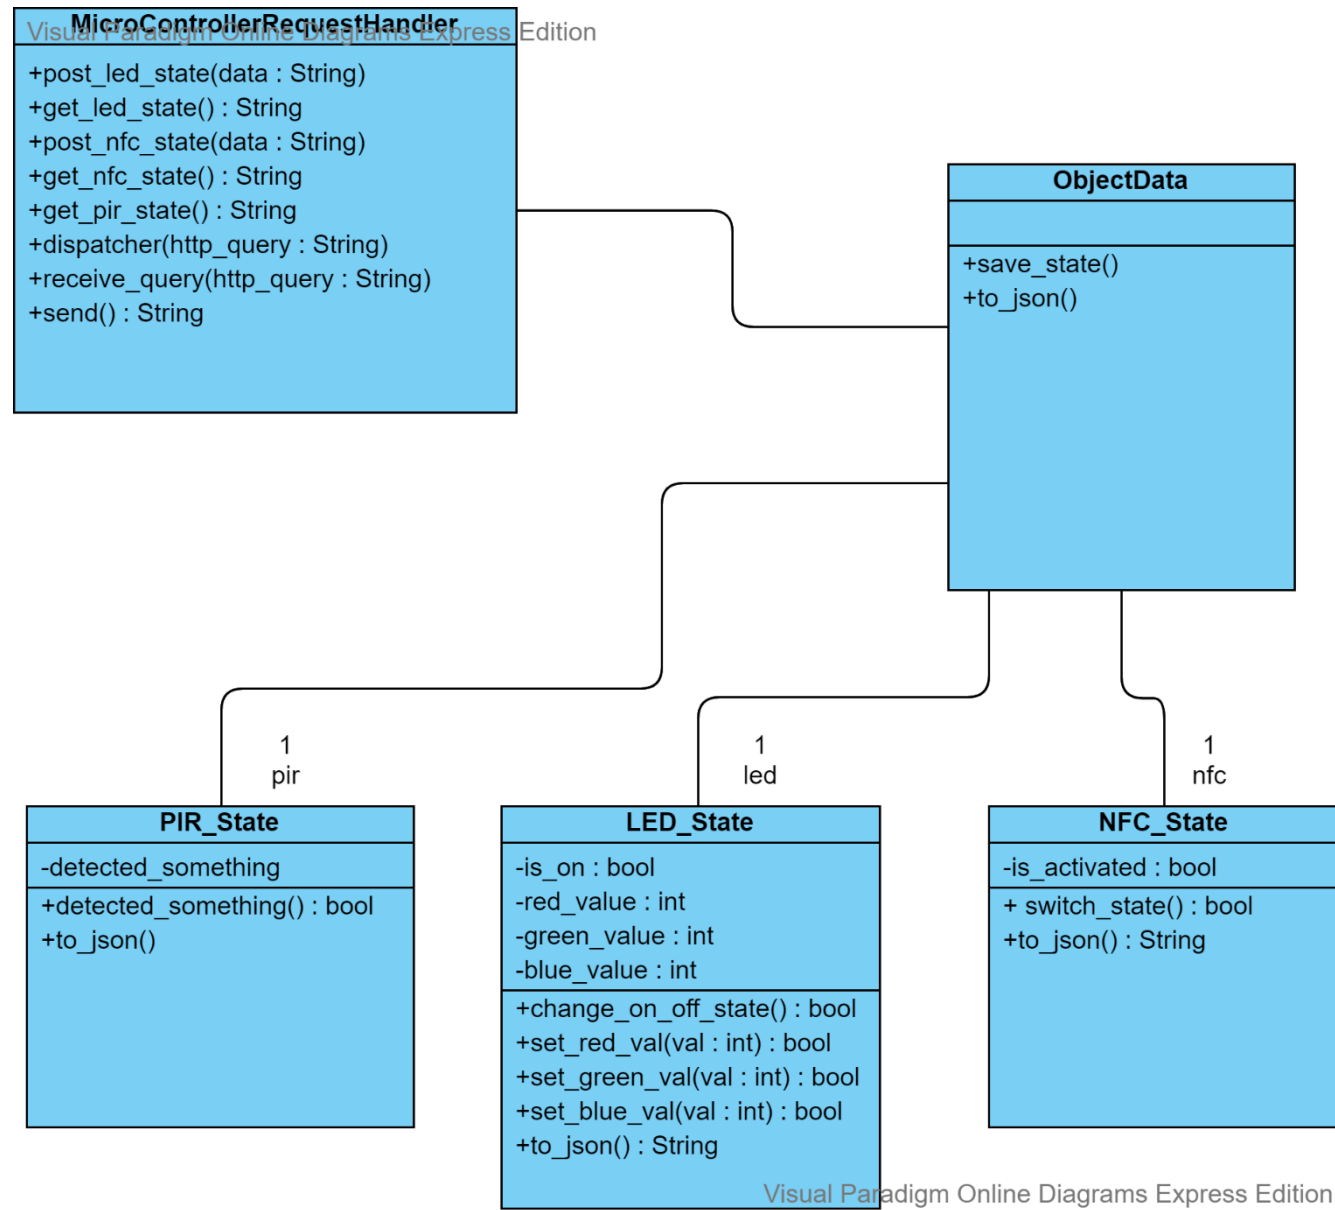 MicroControllerRequestHandler
Visual Paradigm Online Diagrams Express Edition
+post_led_state(data : String)
+get_led_state() : String
+post_nfc_state(data : String)
+get_nfc_state() : String
+get_pir_state() : String
+dispatcher(http_query : String)
+receive_query(http_query : String)
+send() : String
ObjectData
+save_state()
+to_json()
1
pir
1
led
1
nfc
PIR_State
-detected_something
+detected_something() : bool
+to_json()
LED_State
-is_on : bool
-red_value : int
-green_value : int
-blue_value : int
+change_on_off_state() : bool
+set_red_val(val : int) : bool
+set_green_val(val : int) : bool
+set_blue_val(val : int) : bool
+to_json() : String
NFC_State
-is_activated : bool
+ switch_state() : bool
+to_json() : String
Visual Paradigm Online Diagrams Express Edition